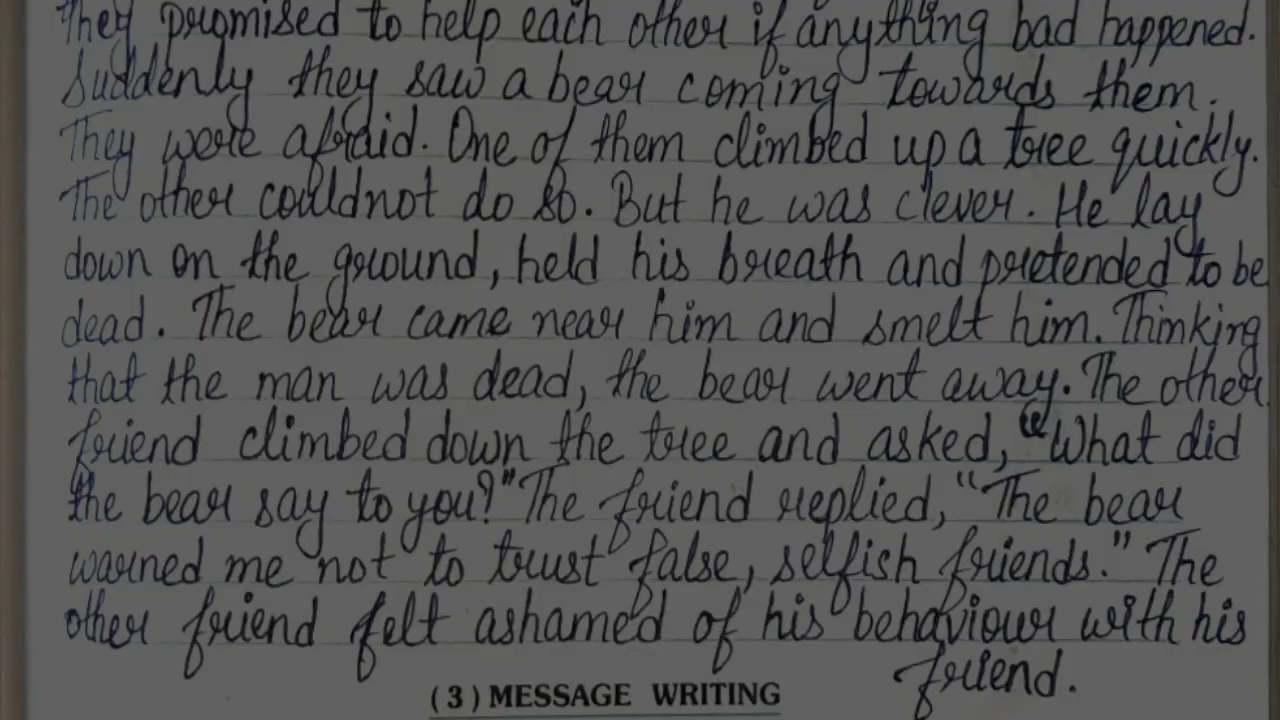 They promised to help each other if anything bad happened.
Suddenly they saw a bear coming towards them.
They were afraid. One of them climbed up a tree quickly.
The other couldnot do so. But he was clever. He lay
down on the ground, held his breath and pretended to be
dead. The bear came near him and smelt him. Thinking
that the man was dead, the bear went away. The other
friend climbed down the tree and asked, "What did
the bear say to you?" The friend replied, "The bear
warned me not to trust false, selfish friends." The
other friend felt ashamed of his behaviour with his
friend.
(3) MESSAGE WRITING